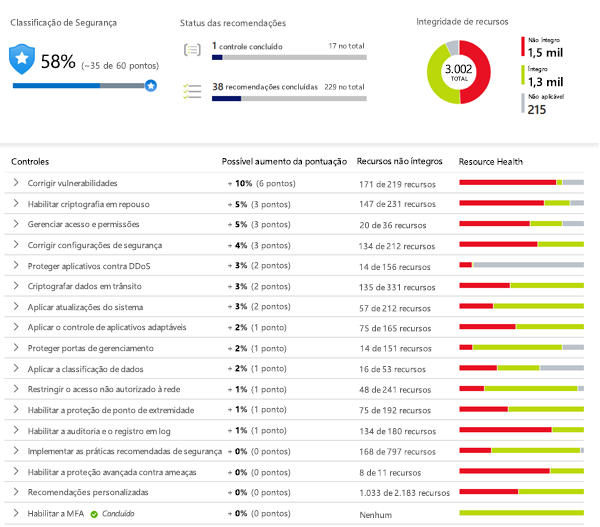 Classificação de Segurança
58% (~35 de 60 pontos)
Status das recomendações
1 controle concluído 17 no total
38 recomendações concluídas 229 no total
Integridade de recursos
3.002
TOTAL
Não íntegro
1,5 mil
Íntegro
1,3 mil
Não aplicável
215
Controles Possível aumento da pontuação Recursos não íntegros Resource Health
Corrigir vulnerabilidades + 10% (6 pontos) 171 de 219 recursos
Habilitar criptografia em repouso + 5% (3 pontos) 147 de 231 recursos
Gerenciar acesso e permissões + 5% (3 pontos) 20 de 36 recursos
Corrigir configurações de segurança + 4% (3 pontos) 134 de 212 recursos
Proteger aplicativos contra DDoS + 3% (2 pontos) 14 de 156 recursos
Criptografar dados em trânsito + 3% (2 pontos) 135 de 331 recursos
Aplicar atualizações do sistema + 3% (2 pontos) 57 de 212 recursos
Aplicar o controle de aplicativos adaptáveis + 2% (1 ponto) 75 de 165 recursos
Proteger portas de gerenciamento + 2% (1 ponto) 14 de 151 recursos
Aplicar a classificação de dados + 2% (1 ponto) 16 de 53 recursos
Restringir o acesso não autorizado à rede + 1% (1 ponto) 48 de 241 recursos
Habilitar a proteção de ponto de extremidade + 1% (1 ponto) 75 de 192 recursos
Habilitar a auditoria e o registro em log + 1% (1 ponto) 134 de 180 recursos
Implementar as práticas recomendadas de segurança + 0% (0 pontos) 168 de 797 recursos
Habilitar a proteção avançada contra ameaças + 0% (0 pontos) 8 de 11 recursos
Recomendações personalizadas + 0% (0 pontos) 1.033 de 2.183 recursos
Habilitar a MFA Concluído + 0% (0 pontos) Nenhum